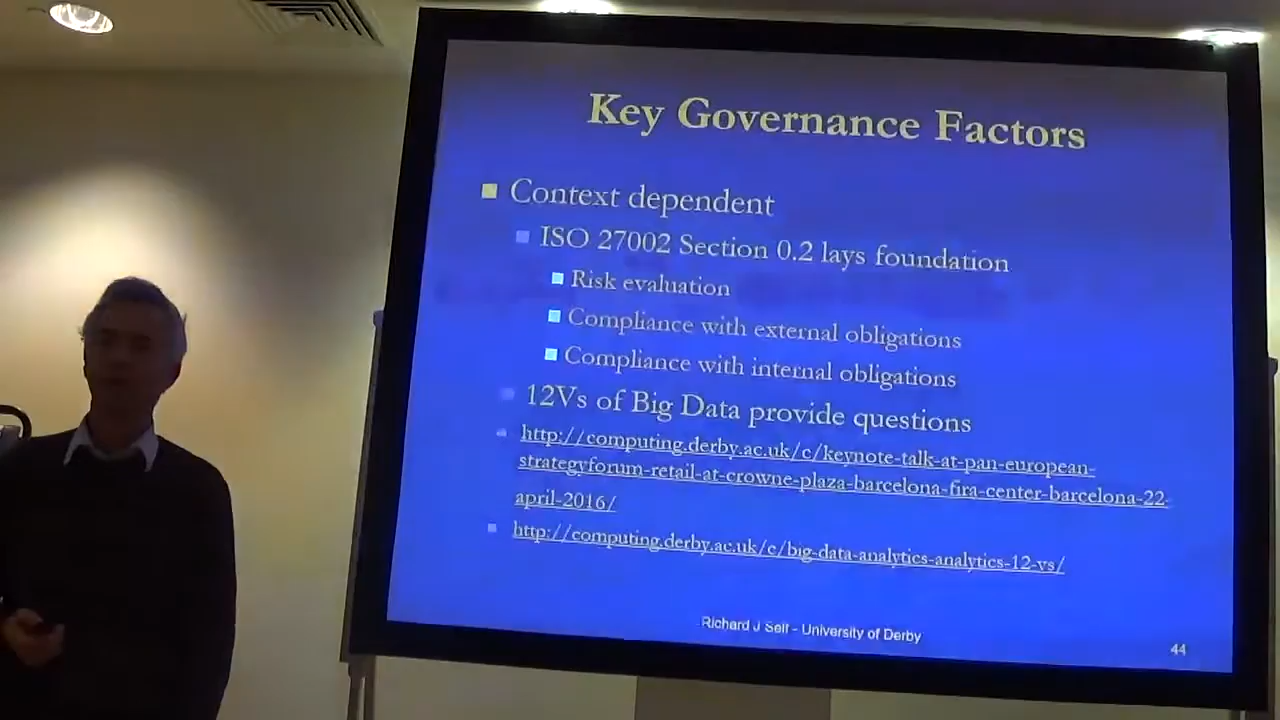 Key Governance Factors
Context dependent
ISO 27002 Section 0.2 lays foundation
Risk evaluation
Compliance with external obligations
Compliance with internal obligations
12Vs of Big Data provide questions
http://computing.derby.ac.uk/c/keynote-talk-at-pan-european-
strategyforum-retail-at-crowne-plaza-barcelona-fira-center-barcelona-22-
april-2016/
http://computing.derby.ac.uk/c/big-data-analytics-analytics-12-vs/
Richard J Self - University of Derby
44